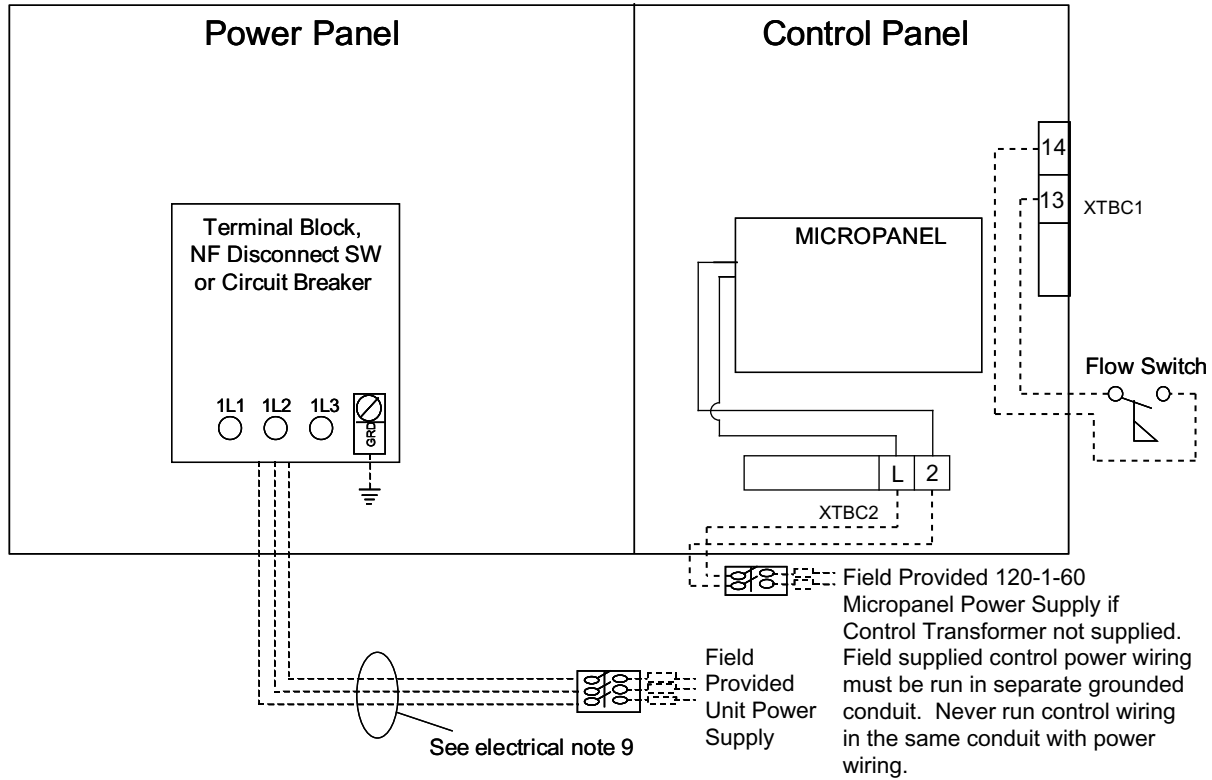 Power Panel
Control Panel
14
13
XTBC1
Terminal Block,
NF Disconnect SW
or Circuit Breaker
MICROPANEL
Flow Switch
1L1 1L2 1L3
GRD
L 2
XTBC2
Field Provided 120-1-60
Micropanel Power Supply if
Control Transformer not supplied.
Field supplied control power wiring
must be run in separate grounded
conduit. Never run control wiring
in the same conduit with power
wiring.
Field
Provided
Unit Power
Supply
See electrical note 9